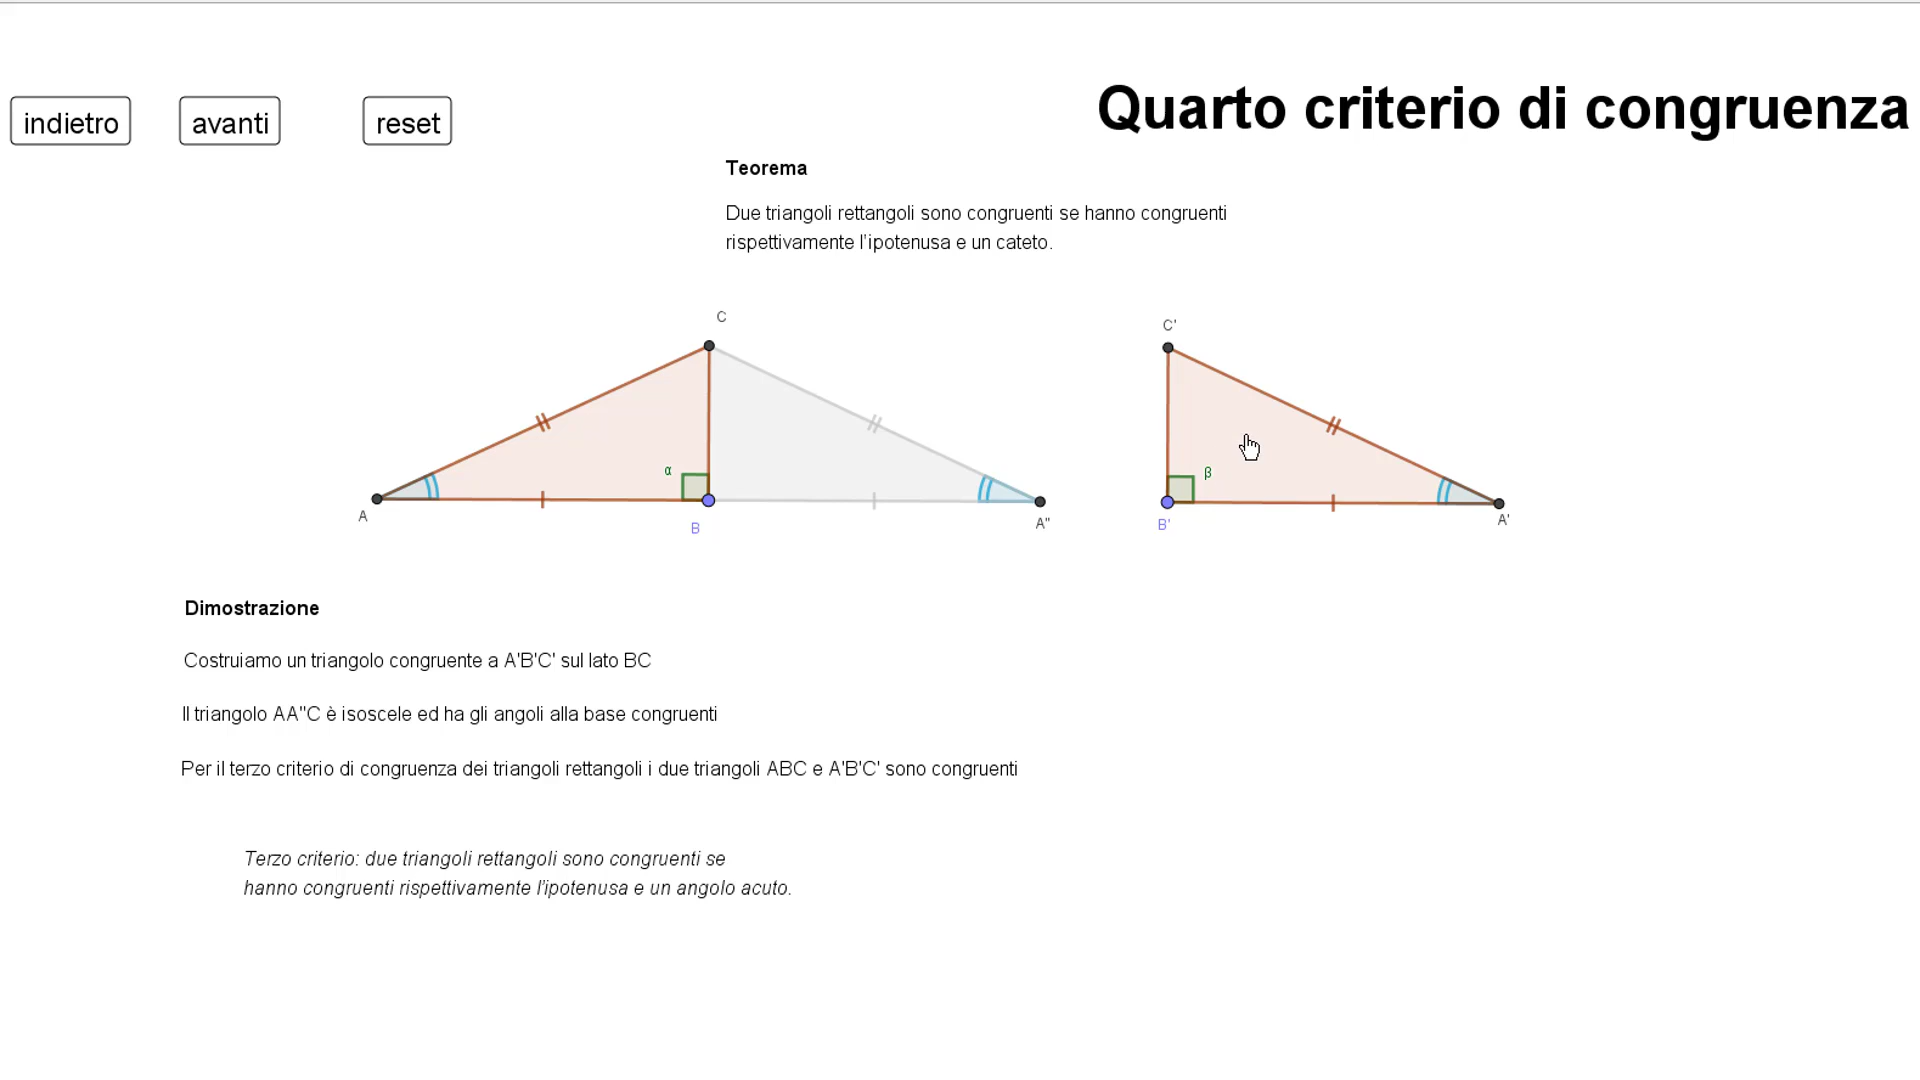 indietro
avanti
reset
Quarto criterio di congruenza
Teorema
Due triangoli rettangoli sono congruenti se hanno congruenti
rispettivamente l'ipotenusa e un cateto.
C
C'
α
β
A
B
A''
B'
A'
Dimostrazione
Costruiamo un triangolo congruente a A'B'C' sul lato BC
Il triangolo AA''C è isoscele ed ha gli angoli alla base congruenti
Per il terzo criterio di congruenza dei triangoli rettangoli i due triangoli ABC e A'B'C' sono congruenti
Terzo criterio: due triangoli rettangoli sono congruenti se
hanno congruenti rispettivamente l'ipotenusa e un angolo acuto.